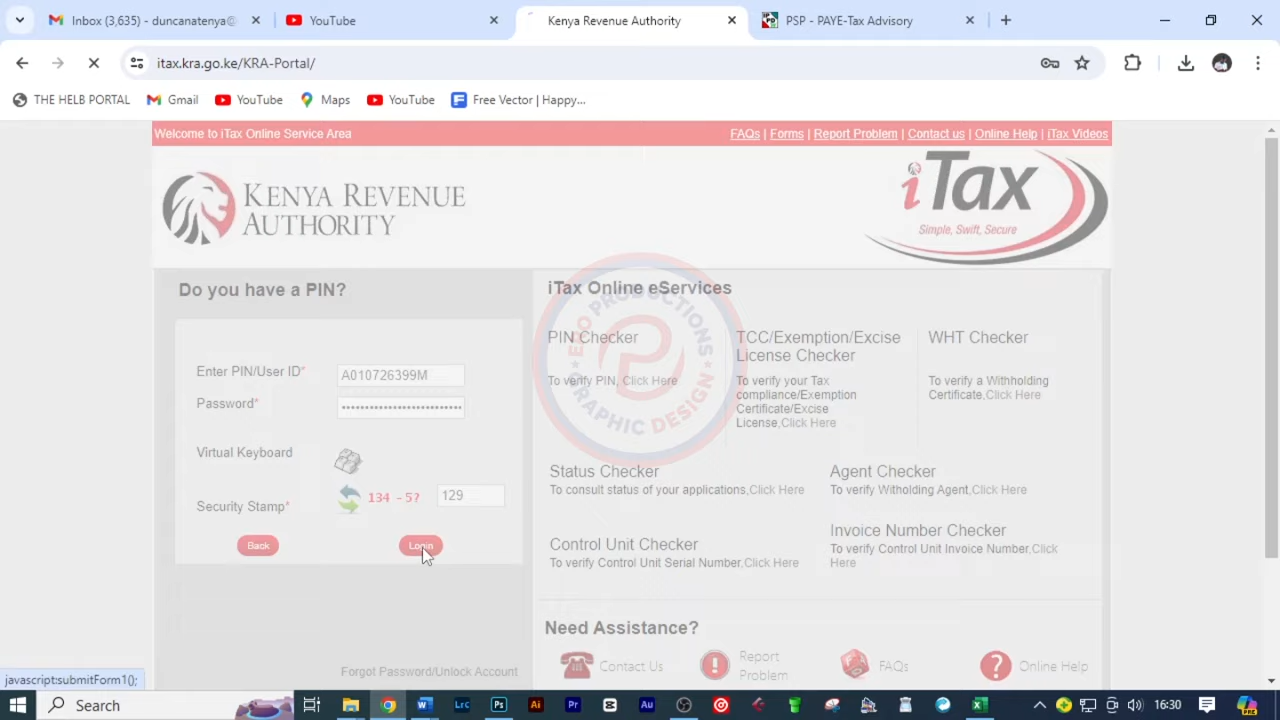 Inbox (3,635) - duncanatenya@
YouTube
Kenya Revenue Authority
PSP - PAYE-Tax Advisory
itax.kra.go.ke/KRA-Portal/
THE HELB PORTAL
Gmail
YouTube
Maps
YouTube
Free Vector | Happy...
Welcome to iTax Online Service Area
FAQs | Forms | Report Problem | Contact us | Online Help | iTax Videos
KENYA REVENUE
AUTHORITY
iTax
Simple, Swift, Secure
Do you have a PIN?
Enter PIN/User ID*
A010726399M
Password*
Virtual Keyboard
Security Stamp*
134 - 5?
129
Back
Login
Forgot Password/Unlock Account
iTax Online eServices
PIN Checker
To verify PIN, Click Here
TCC/Exemption/Excise
License Checker
To verify your Tax
compliance/Exemption
Certificate/Excise
License,Click Here
WHT Checker
To verify a Withholding
Certificate,Click Here
Status Checker
To consult status of your applications,Click Here
Agent Checker
To verify Witholding Agent,Click Here
Control Unit Checker
To verify Control Unit Serial Number,Click Here
Invoice Number Checker
To verify Control Unit Invoice Number,Click
Here
Need Assistance?
Contact Us
Report
Problem
FAQs
Online Help
PRODUCTIONS
GRAPHIC DESIGN
javascript:submitForm1();
Search
16:30